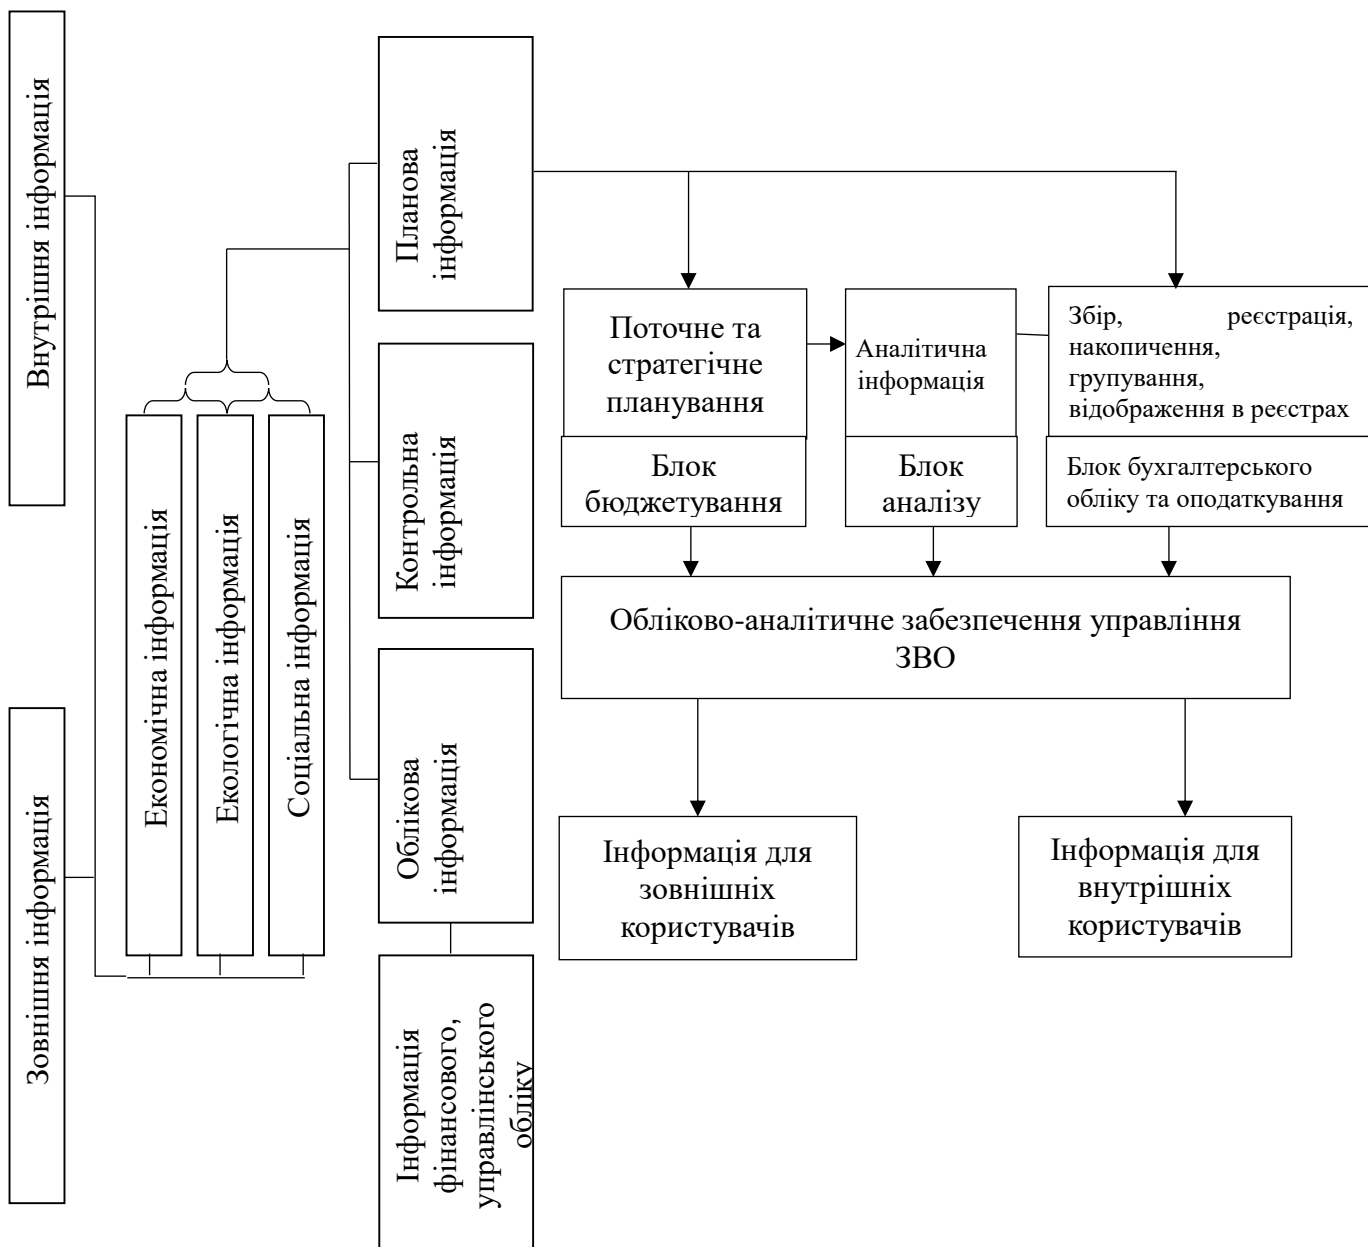 Внутрішня інформація
Зовнішня інформація
Економічна інформація
Екологічна інформація
Соціальна інформація
Планова
інформація
Контрольна
інформація
Облікова
інформація
Інформація
фінансового,
управлінського
обліку
Поточне та
стратегічне
планування
Блок
бюджетування
Аналітична
інформація
Блок
аналізу
Збір, реєстрація,
накопичення,
групування,
відображення в реєстрах
Блок бухгалтерського
обліку та оподаткування
Обліково-аналітичне забезпечення управління
ЗВО
Інформація для
зовнішніх
користувачів
Інформація для
внутрішніх
користувачів